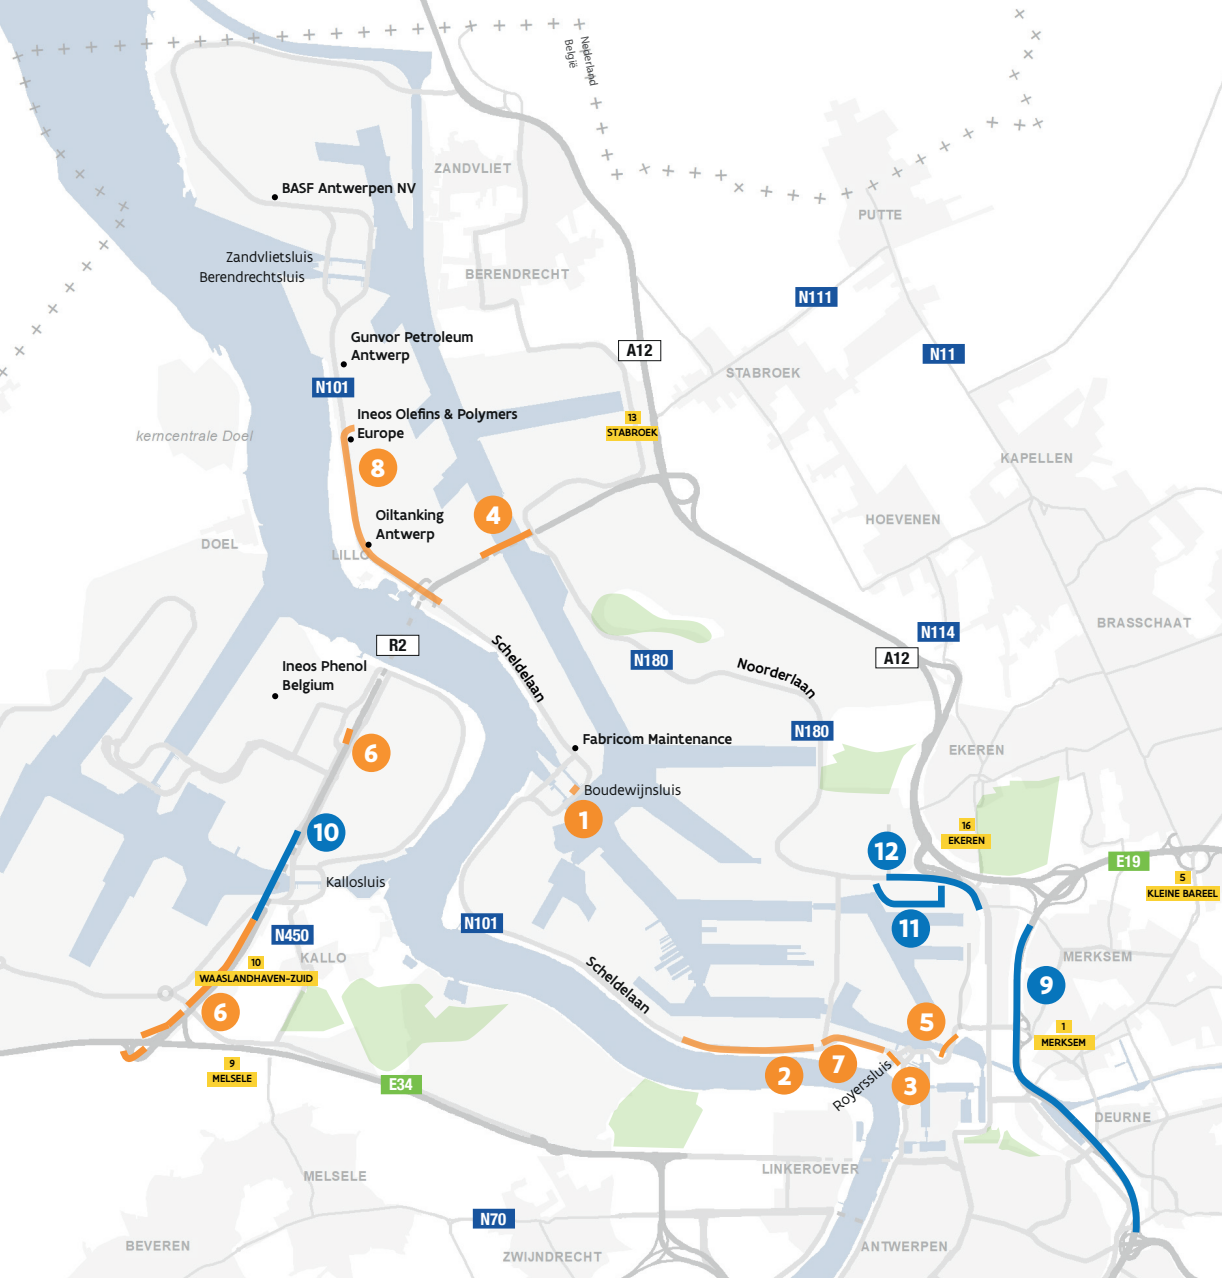 Nederland
België
ZANDVLIET
BASF Antwerpen NV
PUTTE
Zandvlietsluis
Berendrechtsluis
BERENDRECHT
N111
Gunvor Petroleum
Antwerp
A12
N11
STABROEK
N101
Ineos Olefins & Polymers
Europe
13
STABROEK
kerncentrale Doel
8
KAPELLEN
4
Oiltanking
Antwerp
HOEVENEN
DOEL
LILLO
BRASSCHAAT
N114
R2
A12
Scheldelaan
N180
Noorderlaan
Ineos Phenol
Belgium
N180
Fabricom Maintenance
6
EKEREN
Boudewijnsluis
1
10
16
EKEREN
12
E19
Kallosluis
5
KLEINE BAREEL
N101
11
N450
KALLO
MERKSEM
10
WAASLANDHAVEN-ZUID
Scheldelaan
9
6
5
1
MERKSEM
9
MELSELE
E34
2
7
Royerssluis
3
DEURNE
MELSELE
LINKEROEVER
N70
BEVEREN
ZWIJNDRECHT
ANTWERPEN